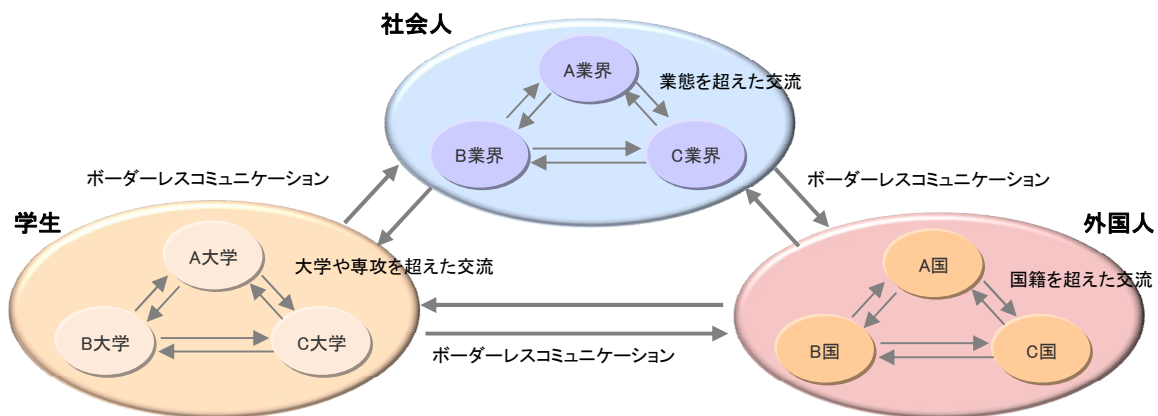 社会人
A業界
業態を超えた交流
B業界
C業界
ボーダーレスコミュニケーション
ボーダーレスコミュニケーション
学生
外国人
A大学
大学や専攻を超えた交流
B大学
C大学
A国
国籍を超えた交流
B国
C国
ボーダーレスコミュニケーション